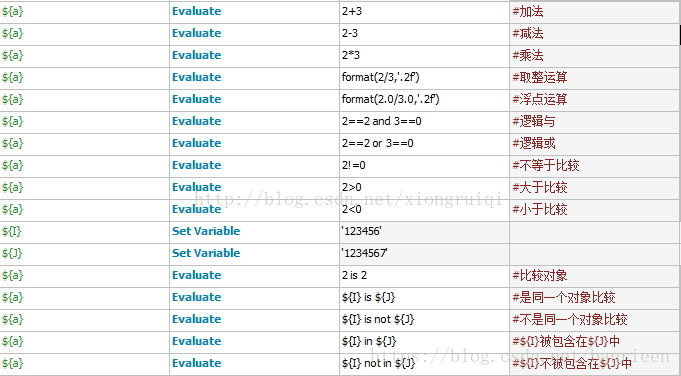 ${a} Evaluate 2+3 #加法
${a} Evaluate 2-3 #减法
${a} Evaluate 2*3 #乘法
${a} Evaluate format(2/3,'.2f') #取整运算
${a} Evaluate format(2.0/3.0,'.2f') #浮点运算
${a} Evaluate 2==2 and 3==0 #逻辑与
${a} Evaluate 2==2 or 3==0 #逻辑或
${a} Evaluate 2!=0 #不等于比较
${a} Evaluate 2>0 #大于比较
http://blog.csdn.net/xiongruiqi
${a} Evaluate 2<0 #小于比较
${I} Set Variable '123456'
${J} Set Variable '1234567'
${a} Evaluate 2 is 2 #比较对象
${a} Evaluate ${I} is ${J} #是同一个对象比较
${a} Evaluate ${I} is not ${J} #不是同一个对象比较
${a} Evaluate ${I} in ${J} #${I}被包含在${J}中
${a} Evaluate ${I} not in ${J} #${I}不被包含在${J}中